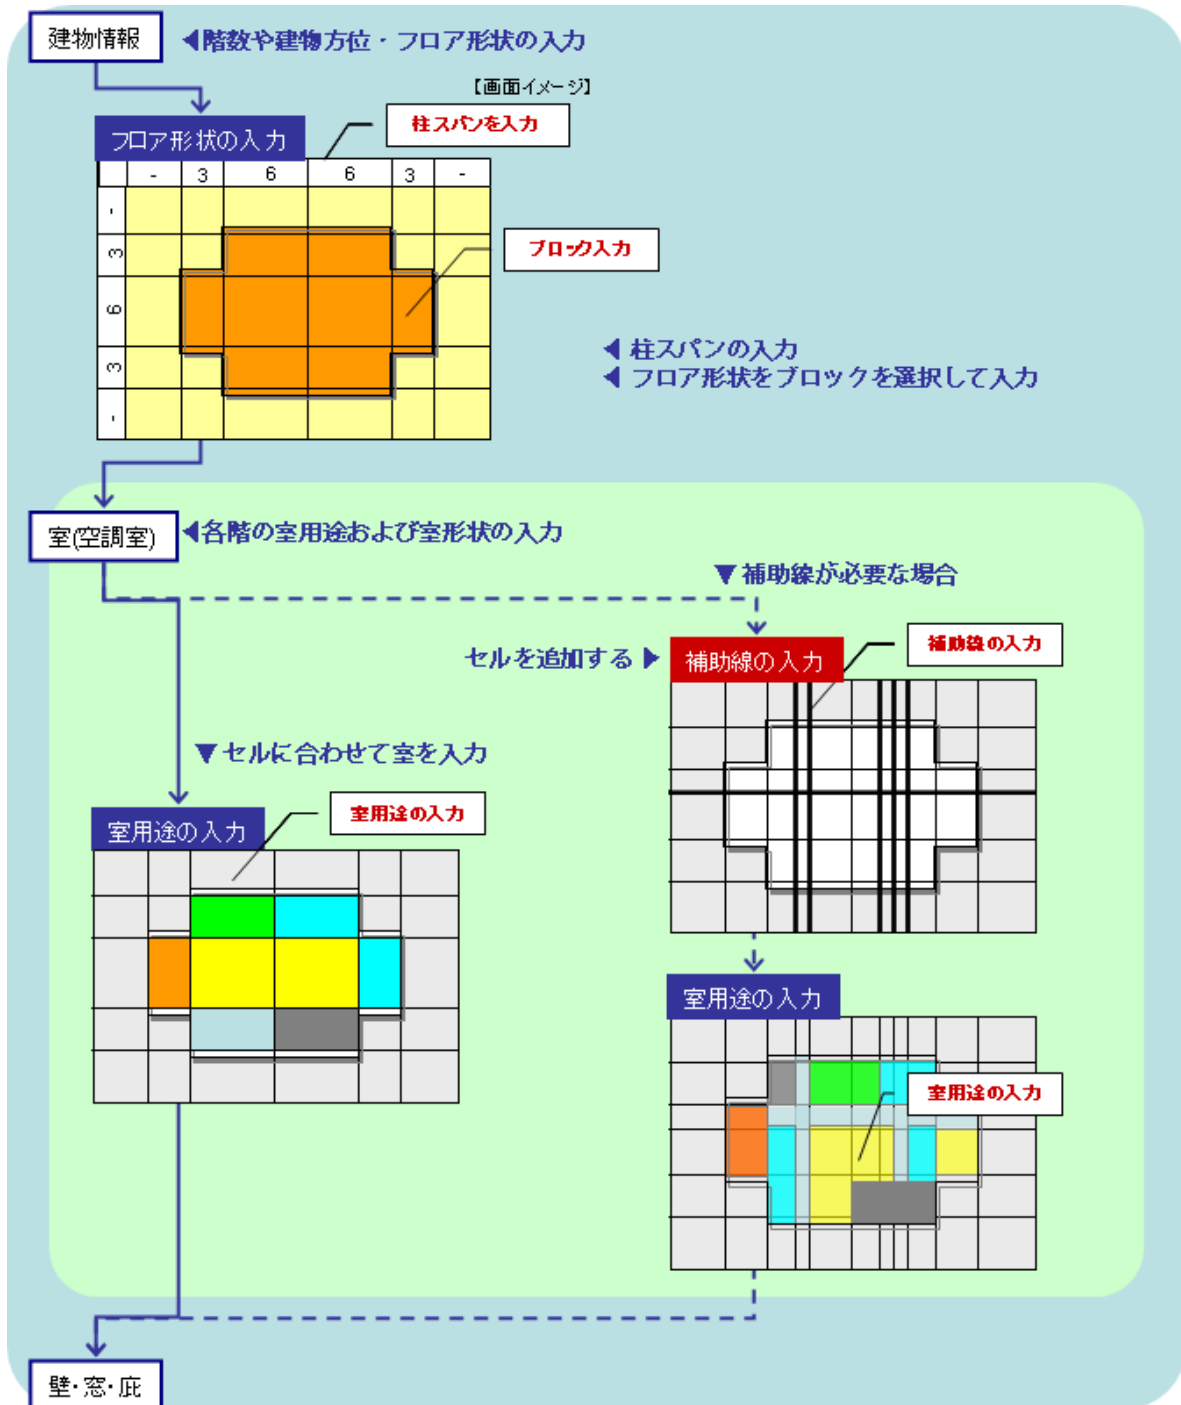 建物情報
◀階数や建物方位・フロア形状の入力
【画面イメージ】
柱スパンを入力
フロア形状の入力
- 3 6 6 3 -
-
3
6
3
-
ブロック入力
◀ 柱スパンの入力
◀ フロア形状をブロックを選択して入力
室(空調室)
◀各階の室用途および室形状の入力
▼ 補助線が必要な場合
セルを追加する ▶
補助線の入力
補助線の入力
▼ セルに合わせて室を入力
室用途の入力
室用途の入力
室用途の入力
室用途の入力
壁・窓・庇